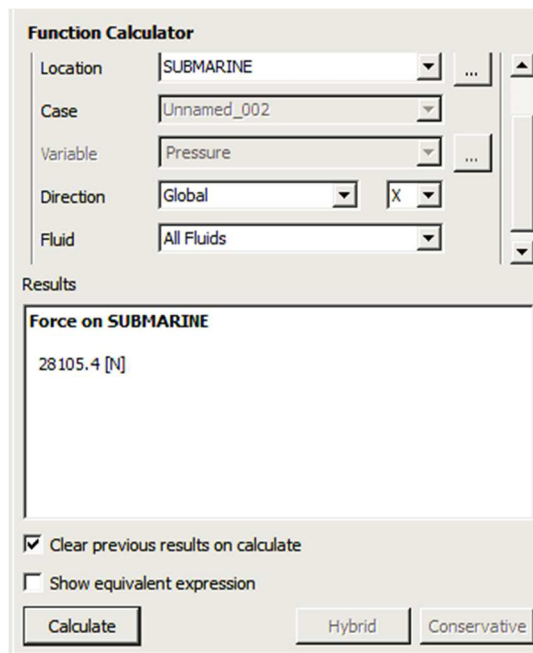 Function Calculator
Location SUBMARINE ...
Case Unnamed_002
Variable Pressure ...
Direction Global X
Fluid All Fluids
Results
Force on SUBMARINE
28105.4 [N]
Clear previous results on calculate
Show equivalent expression
Calculate Hybrid Conservative